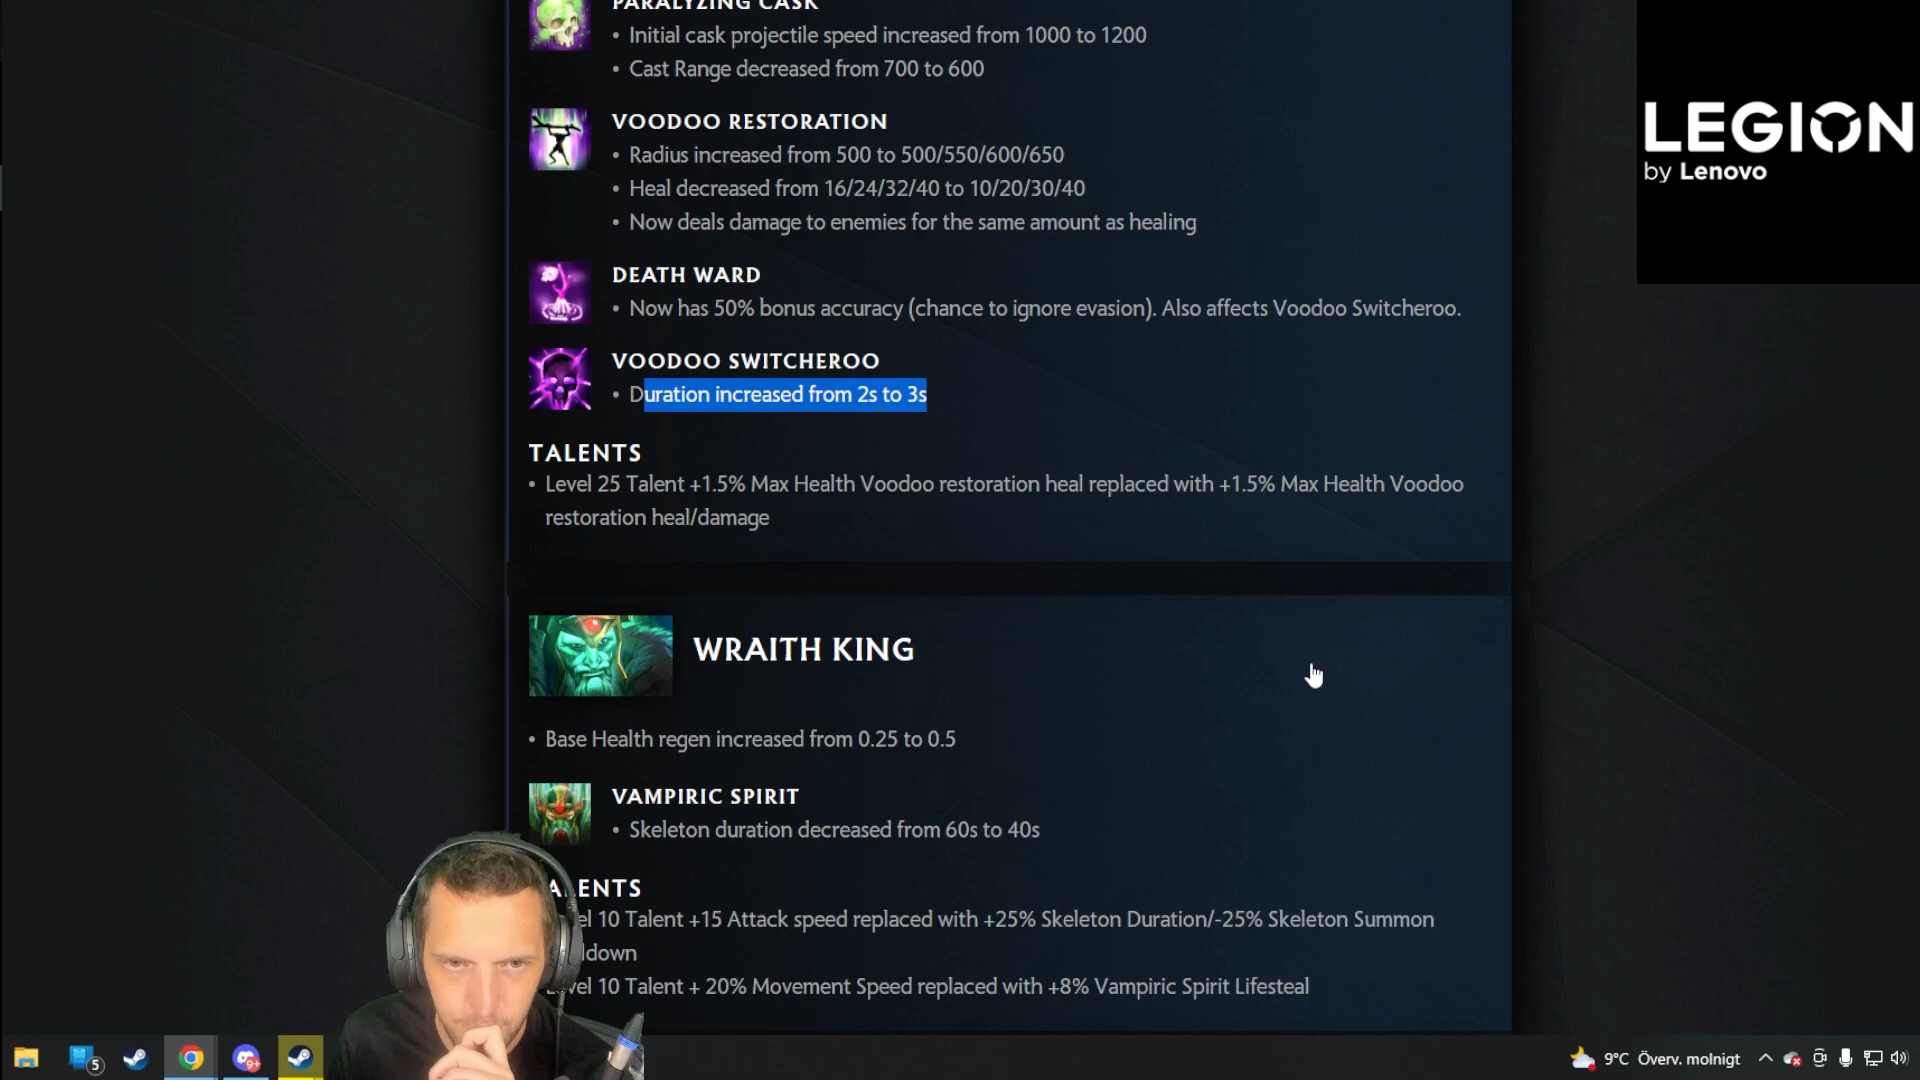 PARALYZING CASK
• Initial cask projectile speed increased from 1000 to 1200
• Cast Range decreased from 700 to 600
LEGION
by Lenovo
VOODOO RESTORATION
• Radius increased from 500 to 500/550/600/650
• Heal decreased from 16/24/32/40 to 10/20/30/40
• Now deals damage to enemies for the same amount as healing
DEATH WARD
• Now has 50% bonus accuracy (chance to ignore evasion). Also affects Voodoo Switcheroo.
VOODOO SWITCHEROO
• Duration increased from 2s to 3s
TALENTS
• Level 25 Talent +1.5% Max Health Voodoo restoration heal replaced with +1.5% Max Health Voodoo
restoration heal/damage
WRAITH KING
• Base Health regen increased from 0.25 to 0.5
VAMPIRIC SPIRIT
• Skeleton duration decreased from 60s to 40s
ALENTS
el 10 Talent +15 Attack speed replaced with +25% Skeleton Duration/-25% Skeleton Summon
ldown
vel 10 Talent + 20% Movement Speed replaced with +8% Vampiric Spirit Lifesteal
5
9+
9°C Överv. molnigt